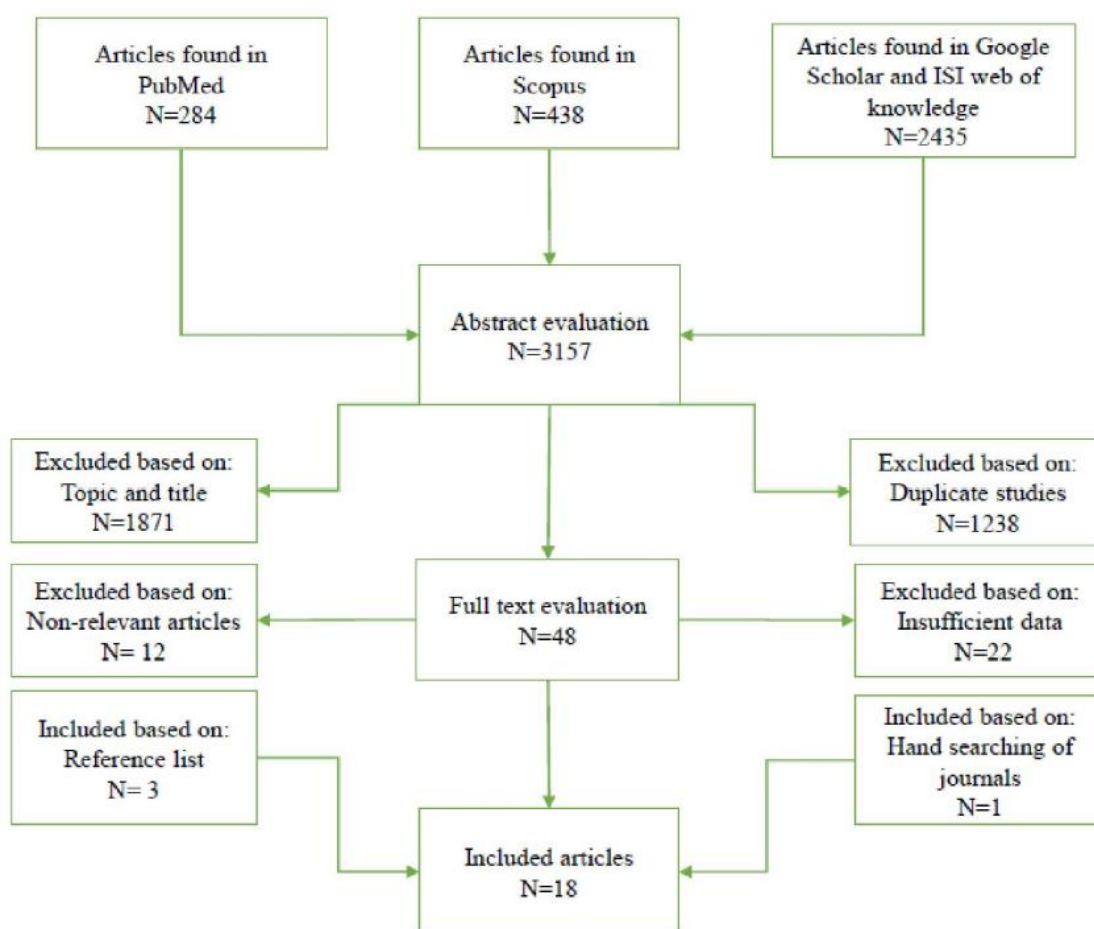 Articles found in
PubMed
N=284
Articles found in
Scopus
N=438
Articles found in Google
Scholar and ISI web of
knowledge
N=2435
Abstract evaluation
N=3157
Excluded based on:
Topic and title
N=1871
Excluded based on:
Duplicate studies
N=1238
Excluded based on:
Non-relevant articles
N= 12
Full text evaluation
N=48
Excluded based on:
Insufficient data
N=22
Included based on:
Reference list
N= 3
Included based on:
Hand searching of
journals
N=1
Included articles
N=18